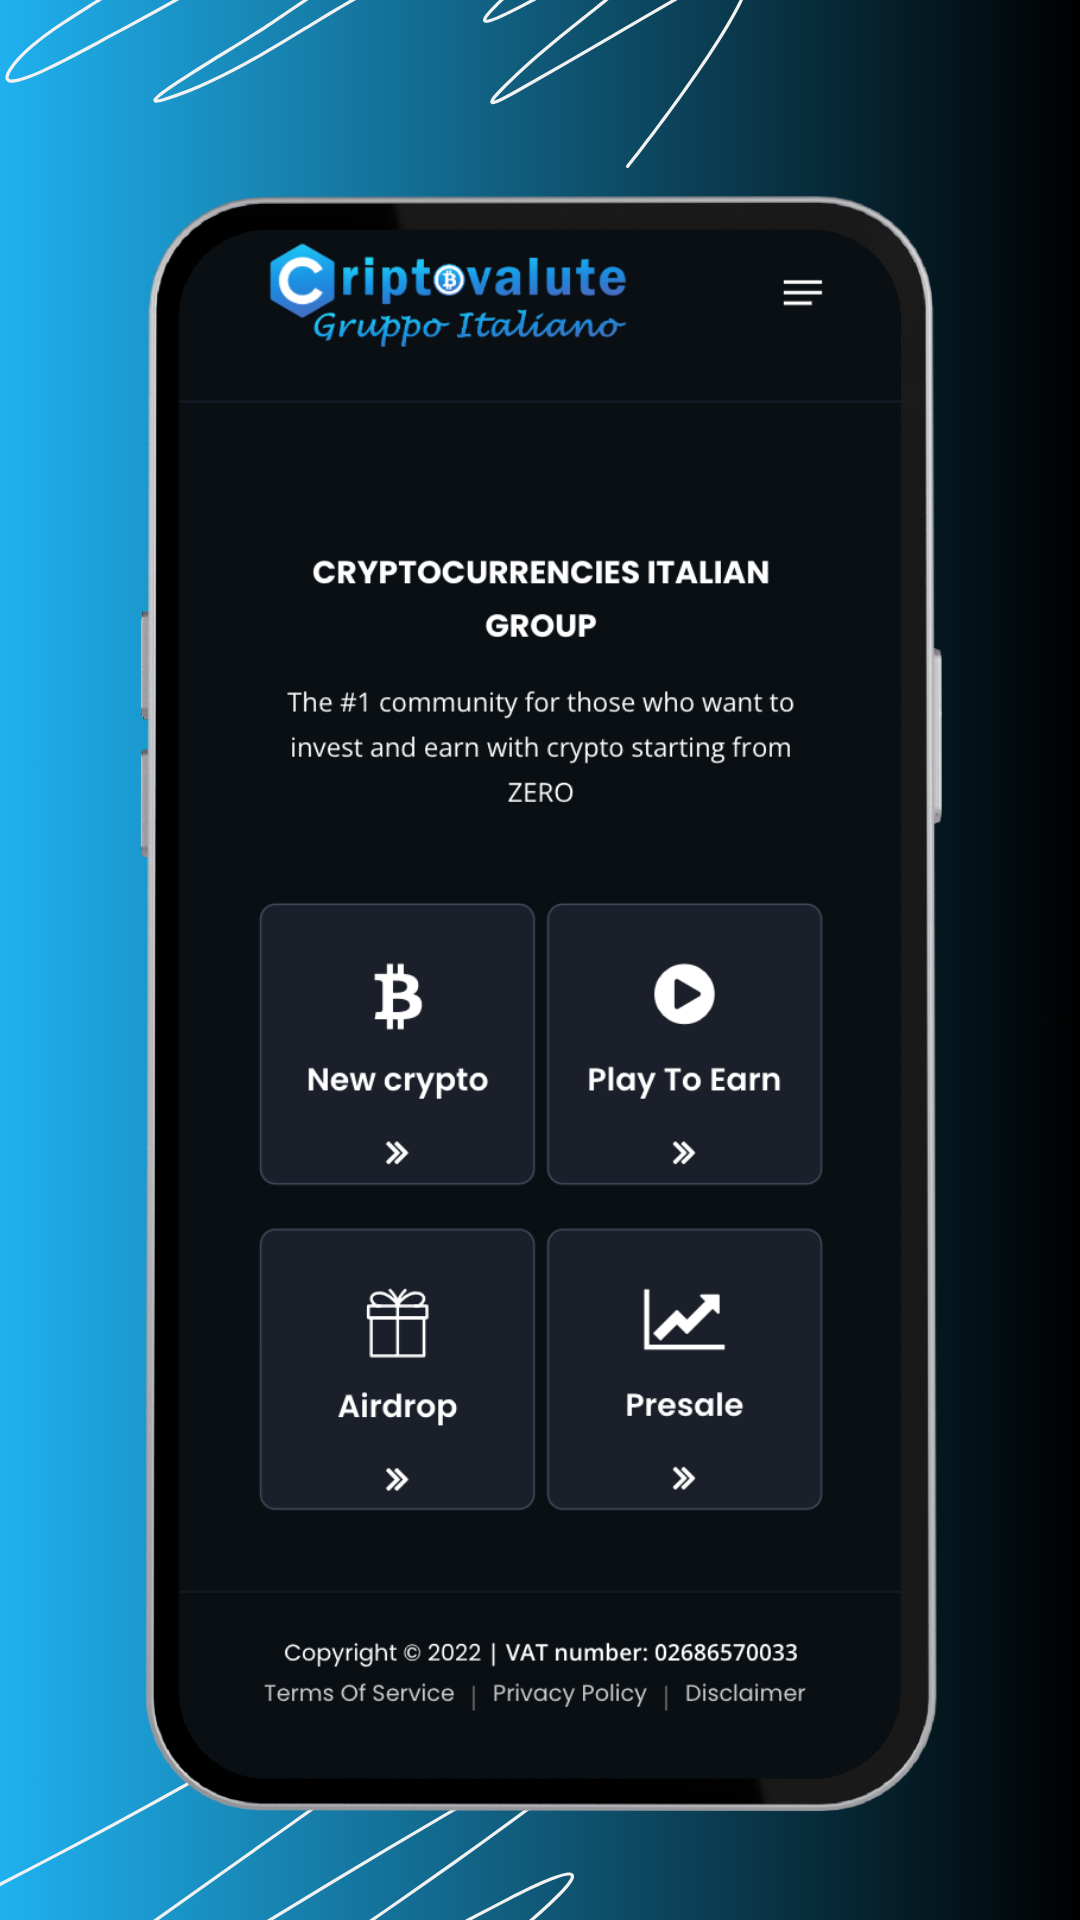 Criptovalute
Gruppo Italiano
CRYPTOCURRENCIES ITALIAN
GROUP
The #1 community for those who want to
invest and earn with crypto starting from
ZERO
New crypto
Play To Earn
Airdrop
Presale
Copyright © 2022 | VAT number: 02686570033
Terms Of Service | Privacy Policy | Disclaimer